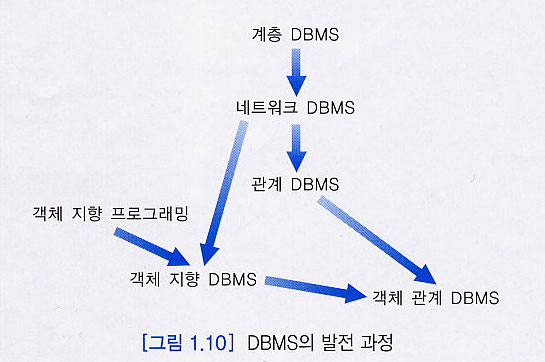 계층 DBMS
네트워크 DBMS
관계 DBMS
객체 지향 프로그래밍
객체 지향 DBMS
객체 관계 DBMS
[그림 1.10] DBMS의 발전 과정